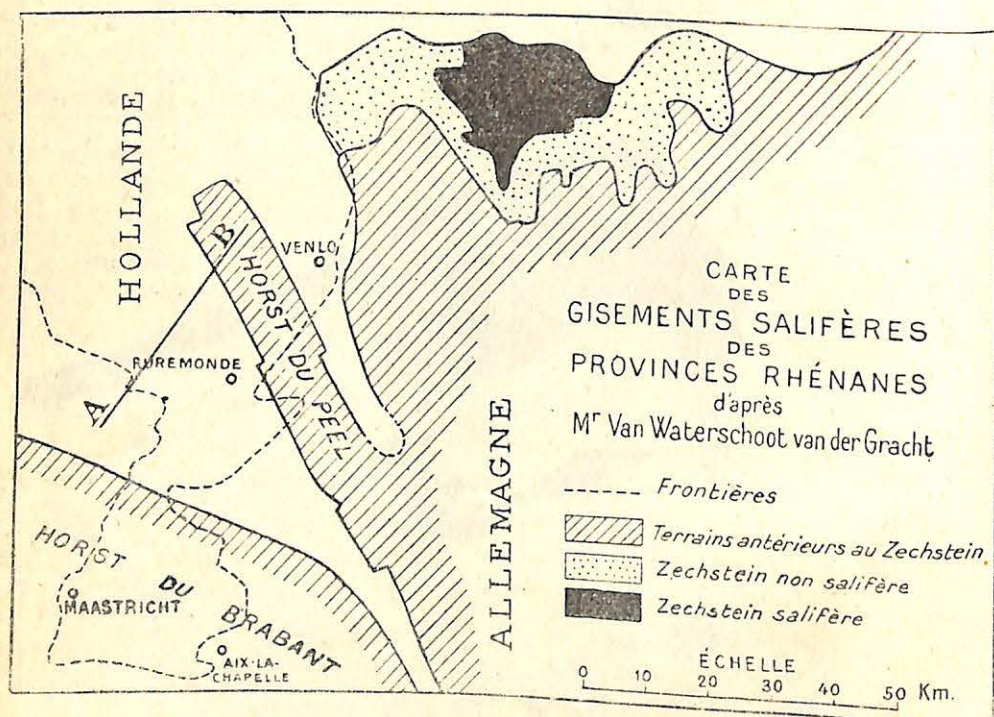 HOLLANDE
VENLO
B
HORST DU PEEL
RUREMONDE
A
ALLEMAGNE
HORST DU BRABANT
MAASTRICHT
AIX-LA-
CHAPELLE
CARTE
DES
GISEMENTS SALIFÈRES
DES
PROVINCES RHÉNANES
d'après
Mr Van Waterschoot van der Gracht
Frontières
Terrains antérieurs au Zechstein
Zechstein non salifère
Zechstein salifère
ÉCHELLE
0 10 20 30 40 50 Km.